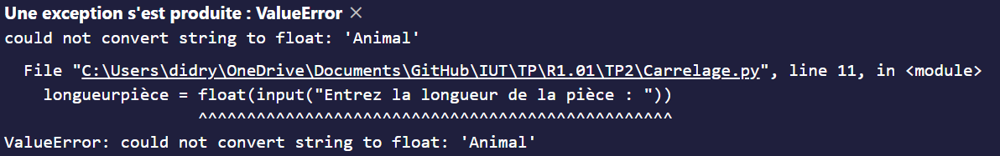 Une exception s'est produite : ValueError ×
could not convert string to float: 'Animal'
File "C:\Users\didry\OneDrive\Documents\GitHub\IUT\TP\R1.01\TP2\Carrelage.py", line 11, in <module>
longueurpièce = float(input("Entrez la longueur de la pièce : "))
^^^^^^^^^^^^^^^^^^^^^^^^^^^^^^^^^^^^^^^^^^^^^^^^^
ValueError: could not convert string to float: 'Animal'